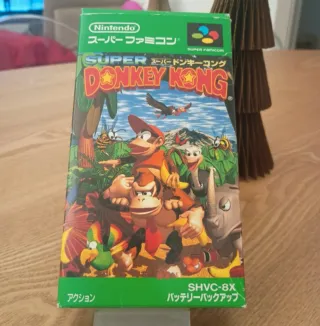 Nintendo
スーパーファミコン
SUPER FAMICOM
SUPER スーパードンキーコング
DONKEY KONG
SHVC-8X
アクション バッテリーバックアップ